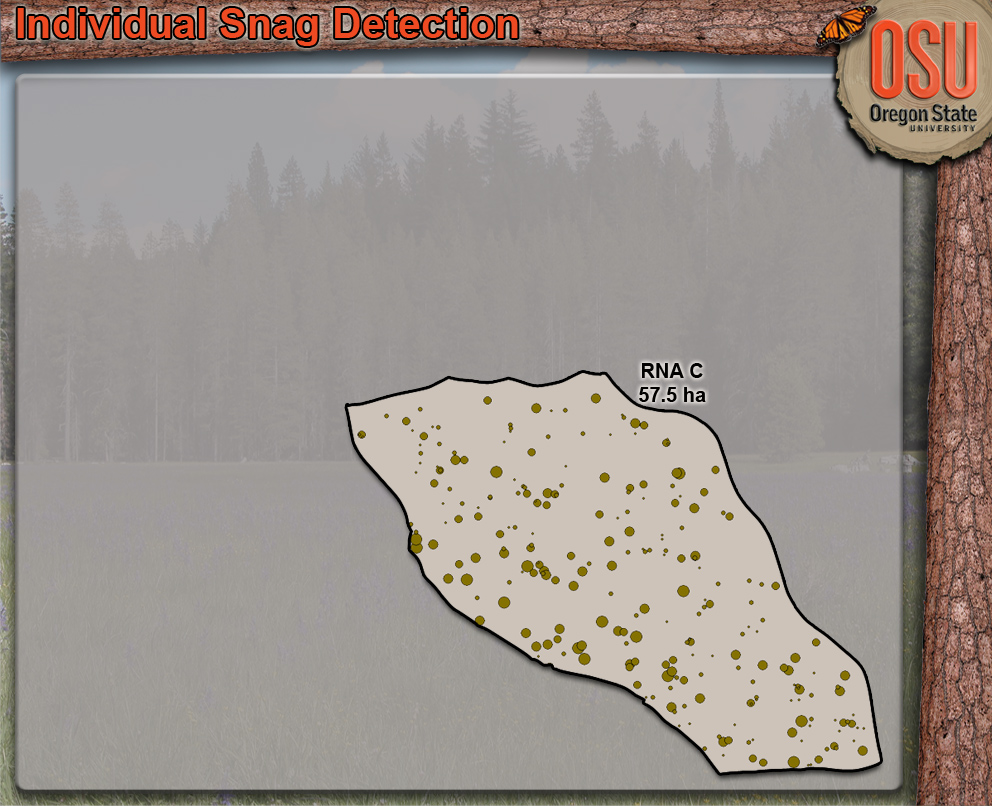 Individual Snag Detection
OSU
Oregon State
UNIVERSITY
RNA C
57.5 ha